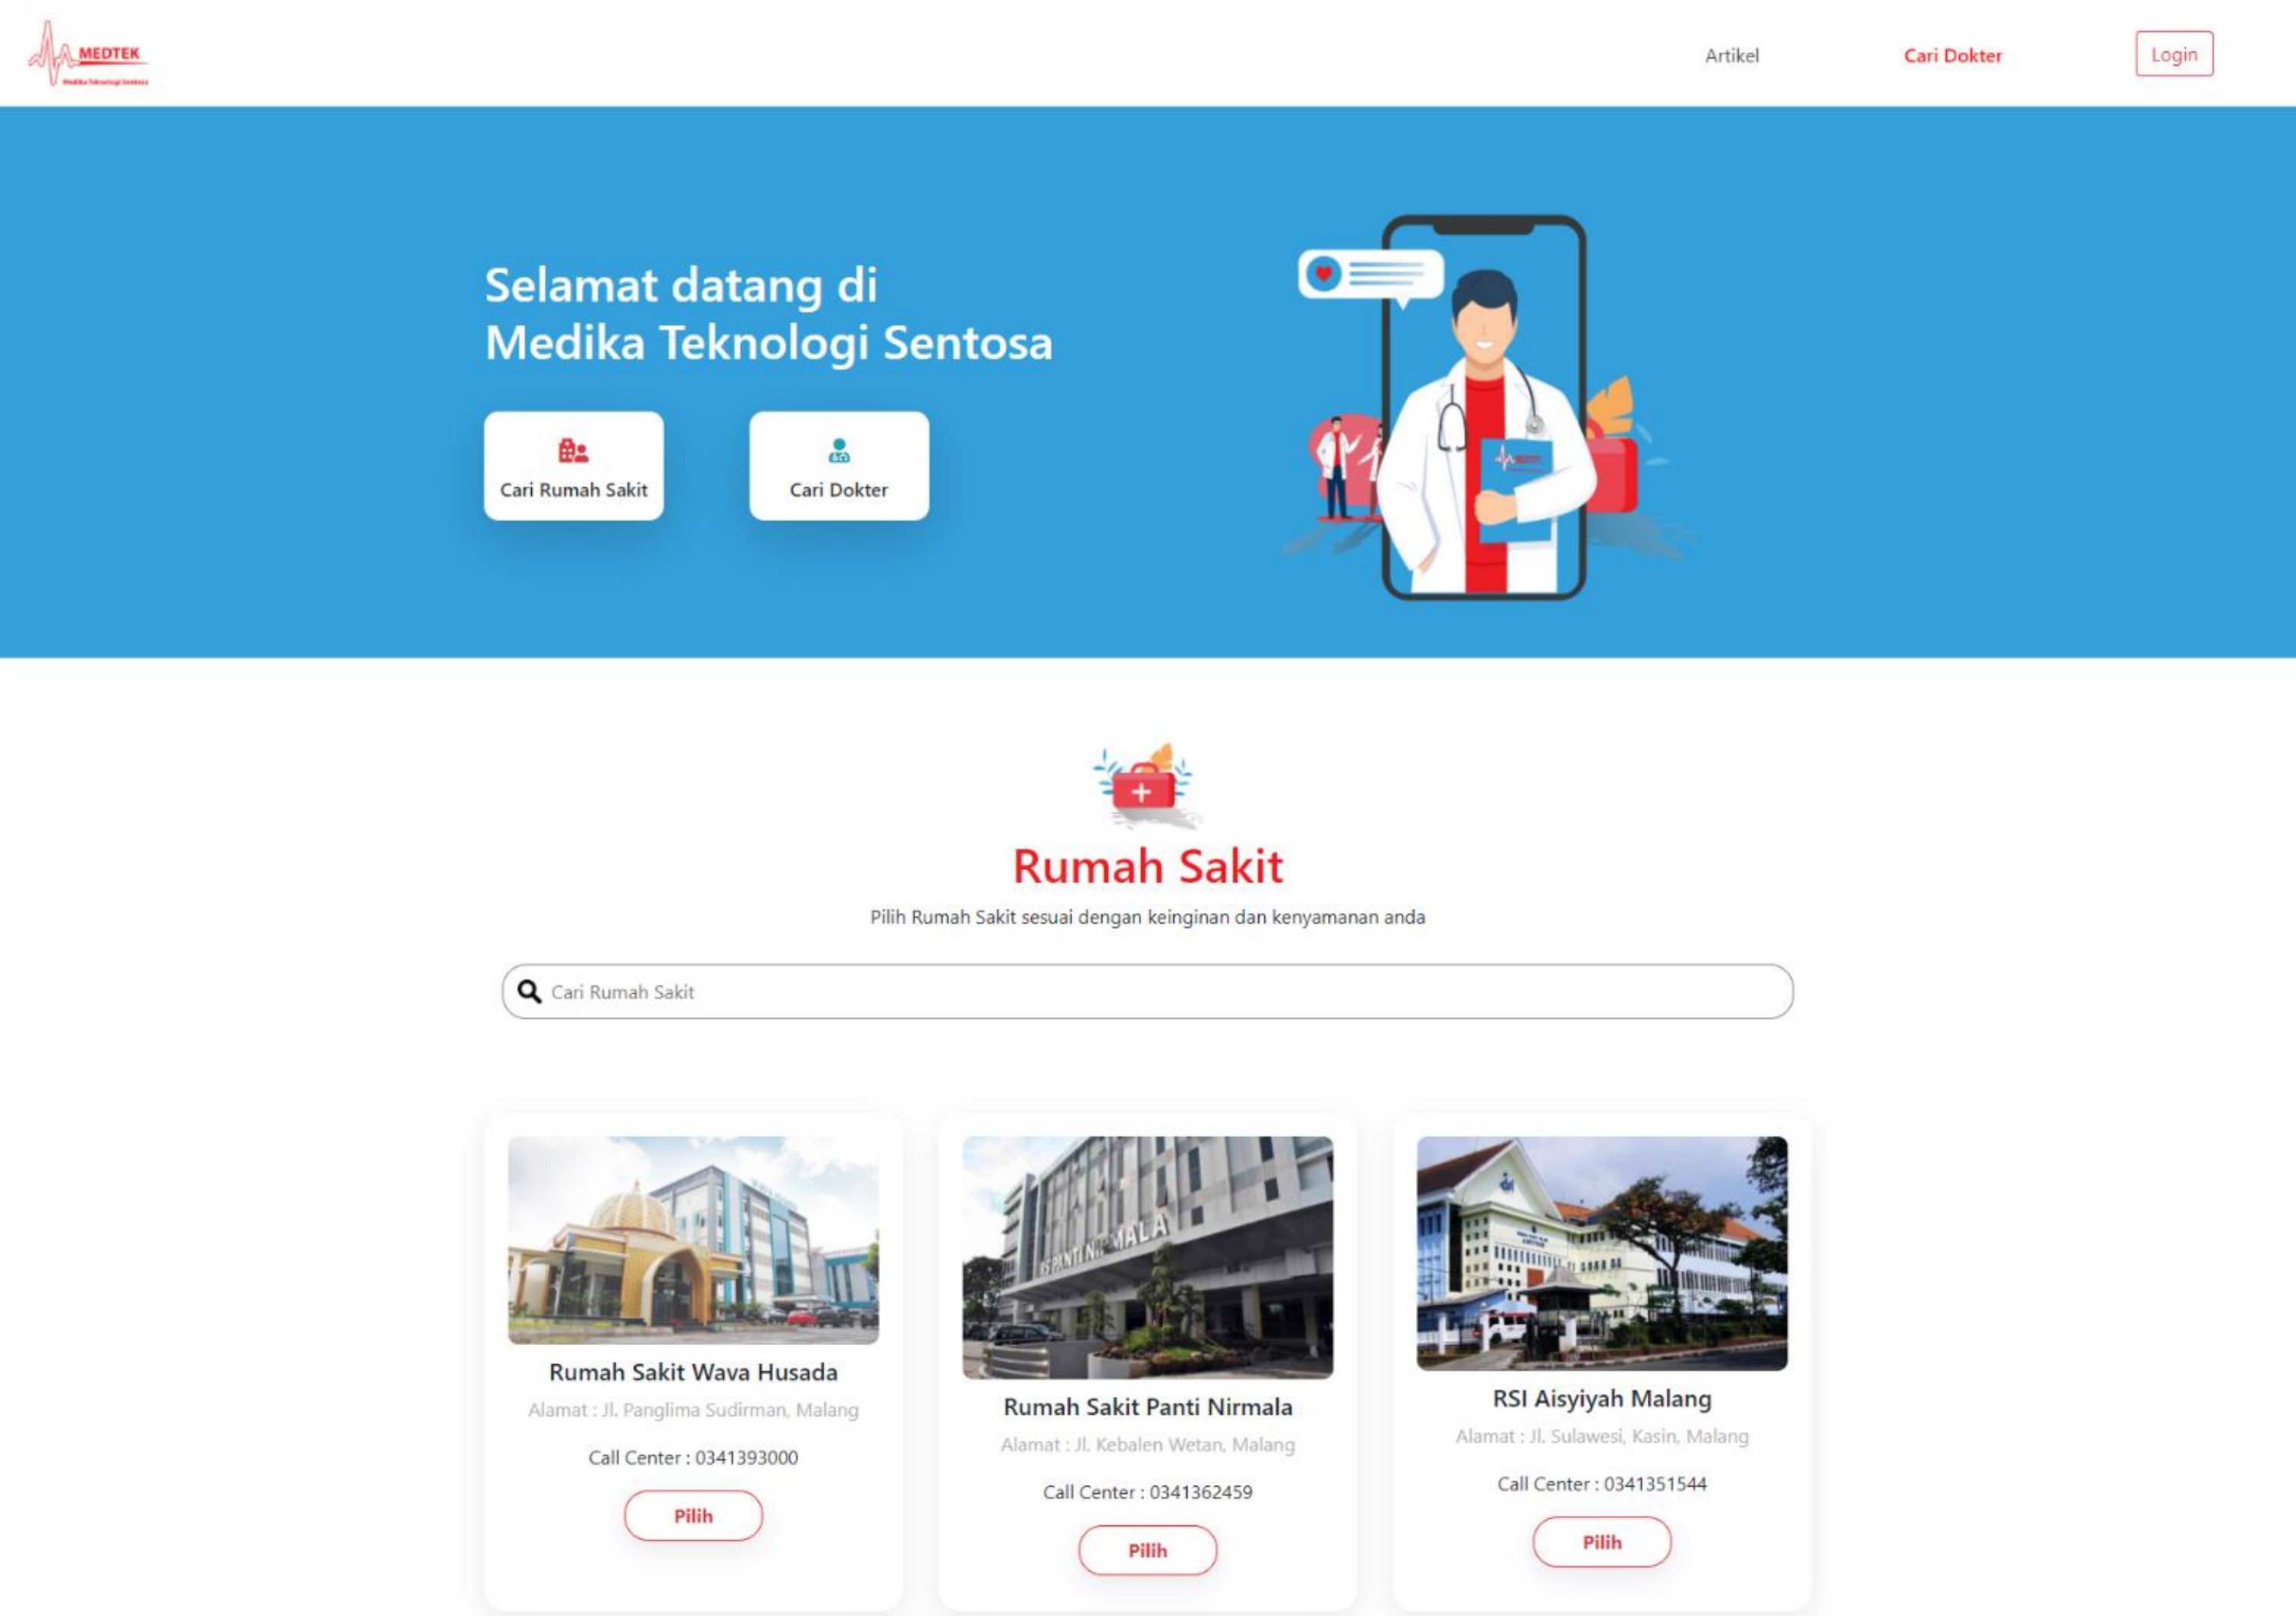 MEDTEK
Medika Teknologi Sentosa
Artikel
Cari Dokter
Login
Selamat datang di
Medika Teknologi Sentosa
Cari Rumah Sakit
Cari Dokter
Rumah Sakit
Pilih Rumah Sakit sesuai dengan keinginan dan kenyamanan anda
Cari Rumah Sakit
Rumah Sakit Wava Husada
Alamat : Jl. Panglima Sudirman, Malang
Call Center : 0341393000
Pilih
RS PANTI NIRMALA
Rumah Sakit Panti Nirmala
Alamat : Jl. Kebalen Wetan, Malang
Call Center : 0341362459
Pilih
RSI Aisyiyah Malang
Alamat : Jl. Sulawesi, Kasin, Malang
Call Center : 0341351544
Pilih